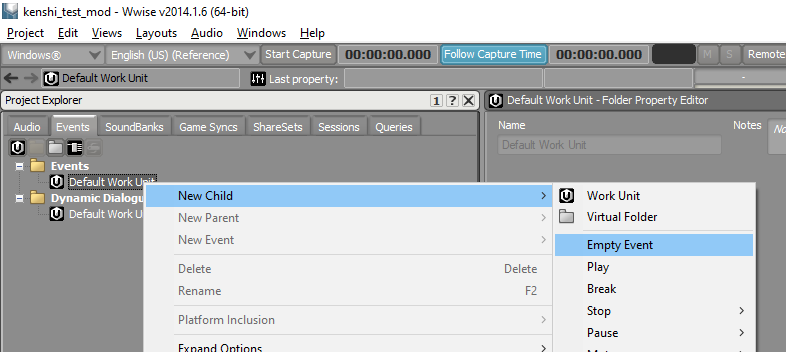 kenshi_test_mod - Wwise v2014.1.6 (64-bit)
Project Edit Views Layouts Audio Windows Help
Windows® English (US) (Reference) Start Capture 00:00:00.000 Follow Capture Time 00:00:00.000 M S Remote
Default Work Unit Last property: -
Project Explorer 1 ? X Default Work Unit - Folder Property Editor
Audio Events SoundBanks Game Syncs ShareSets Sessions Queries
Name Notes
Default Work Unit
Events
Default Work Unit
Dynamic Dialogu
Default Work U
New Child
New Parent
New Event
Delete Delete
Rename F2
Platform Inclusion
Expand Options
Work Unit
Virtual Folder
Empty Event
Play
Break
Stop
Pause